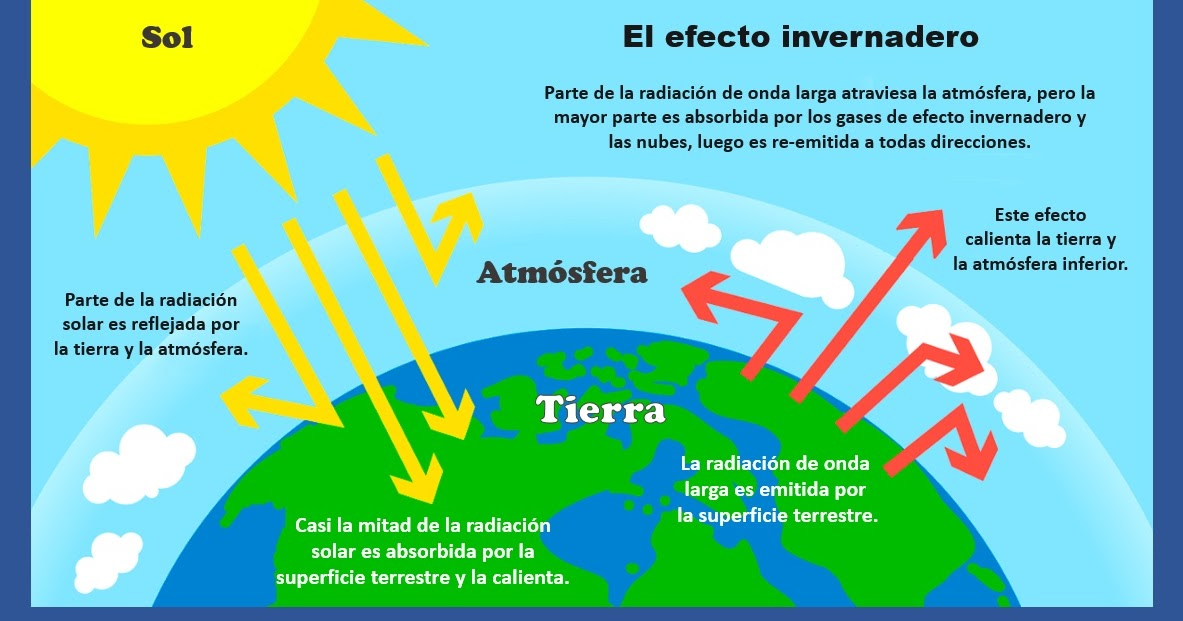 Sol
El efecto invernadero
Parte de la radiación de onda larga atraviesa la atmósfera, pero la
mayor parte es absorbida por los gases de efecto invernadero y
las nubes, luego es re-emitida a todas direcciones.
Este efecto
calienta la tierra y
la atmósfera inferior.
Atmósfera
Parte de la radiación
solar es reflejada por
la tierra y la atmósfera.
Tierra
La radiación de onda
larga es emitida por
la superficie terrestre.
Casi la mitad de la radiación
solar es absorbida por la
superficie terrestre y la calienta.